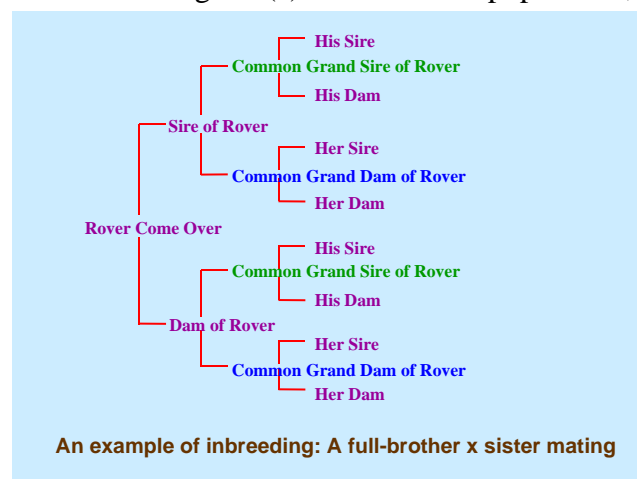 His Sire
Common Grand Sire of Rover
His Dam
Sire of Rover
Her Sire
Common Grand Dam of Rover
Her Dam
Rover Come Over
His Sire
Common Grand Sire of Rover
His Dam
Dam of Rover
Her Sire
Common Grand Dam of Rover
Her Dam
An example of inbreeding: A full-brother x sister mating